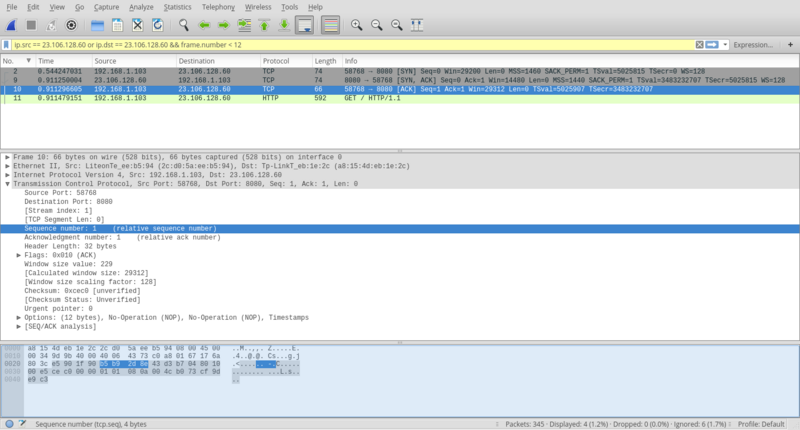 File Edit View Go Capture Analyze Statistics Telephony Wireless Tools Help
ip.src == 23.106.128.60 or ip.dst == 23.106.128.60 && frame.number < 12
Expression... +
No. Time Source Destination Protocol Length Info
2 0.544247031 192.168.1.103 23.106.128.60 TCP 74 58768 → 8080 [SYN] Seq=0 Win=29200 Len=0 MSS=1460 SACK_PERM=1 TSval=5025815 TSecr=0 WS=128
9 0.911250004 23.106.128.60 192.168.1.103 TCP 74 8080 → 58768 [SYN, ACK] Seq=0 Ack=1 Win=14480 Len=0 MSS=1460 SACK_PERM=1 TSval=3483232707 TSecr=5025815 WS=128
10 0.911296605 192.168.1.103 23.106.128.60 TCP 66 58768 → 8080 [ACK] Seq=1 Ack=1 Win=29312 Len=0 TSval=5025907 TSecr=3483232707
11 0.911479151 192.168.1.103 23.106.128.60 HTTP 592 GET / HTTP/1.1
Frame 10: 66 bytes on wire (528 bits), 66 bytes captured (528 bits) on interface 0
Ethernet II, Src: LiteonTe_ee:b5:94 (2c:d0:5a:ee:b5:94), Dst: Tp-LinkT_eb:1e:2c (a8:15:4d:eb:1e:2c)
Internet Protocol Version 4, Src: 192.168.1.103, Dst: 23.106.128.60
Transmission Control Protocol, Src Port: 58768, Dst Port: 8080, Seq: 1, Ack: 1, Len: 0
Source Port: 58768
Destination Port: 8080
[Stream index: 1]
[TCP Segment Len: 0]
Sequence number: 1 (relative sequence number)
Acknowledgment number: 1 (relative ack number)
Header Length: 32 bytes
Flags: 0x010 (ACK)
Window size value: 229
[Calculated window size: 29312]
[Window size scaling factor: 128]
Checksum: 0xcec0 [unverified]
[Checksum Status: Unverified]
Urgent pointer: 0
Options: (12 bytes), No-Operation (NOP), No-Operation (NOP), Timestamps
[SEQ/ACK analysis]
0000 a8 15 4d eb 1e 2c 2c d0 5a ee b5 94 08 00 45 00 ..M..,,. Z.....E.
0010 00 34 9d 9b 40 00 40 06 43 73 c0 a8 01 67 17 6a .4..@.@. Cs...g.j
0020 80 3c e5 90 1f 90 43 d3 b7 04 80 10
0030 00 e5 ce c0 00 00 01 01 08 0a 00 4c b0 73 cf 9d ........ ...L.s..
0040 e0 c3 ..
Sequence number (tcp.seq), 4 bytes
Packets: 345 · Displayed: 4 (1.2%) · Dropped: 0 (0.0%) · Ignored: 6 (1.7%)
Profile: Default